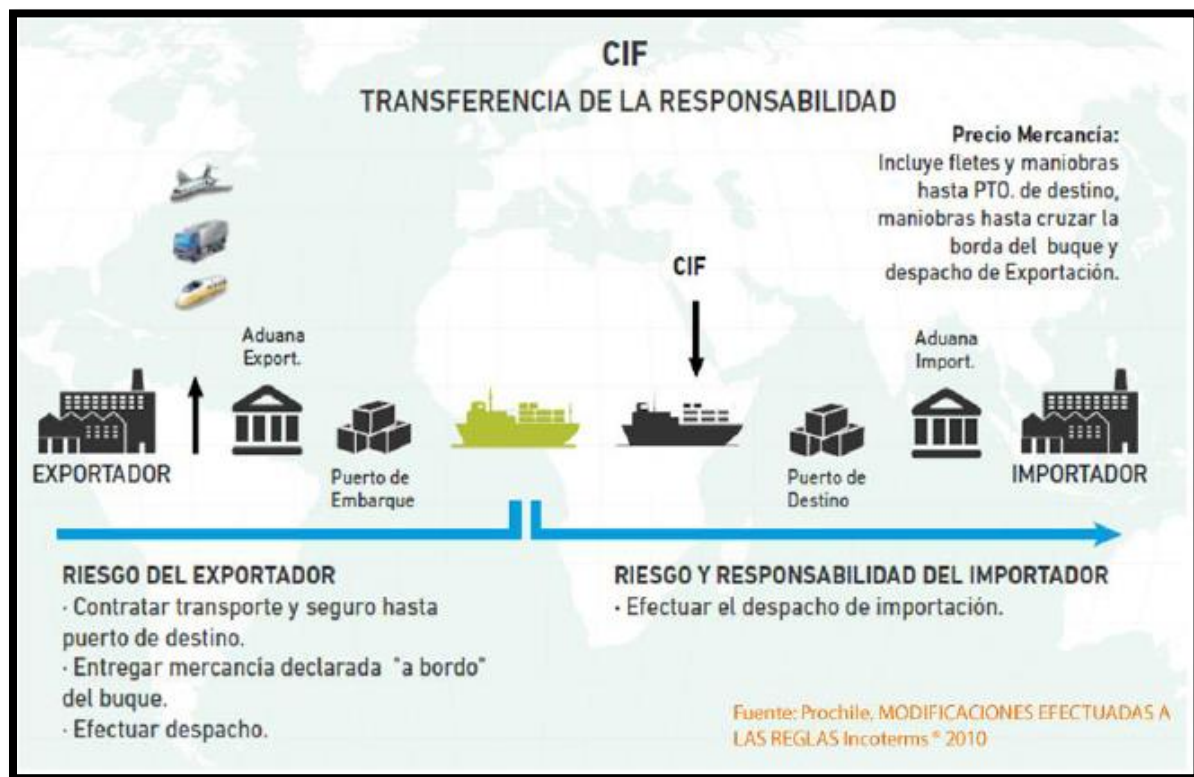 CIF
TRANSFERENCIA DE LA RESPONSABILIDAD
Precio Mercancía:
Incluye fletes y maniobras
hasta PTO. de destino,
maniobras hasta cruzar la
borda del buque y
despacho de Exportación.
CIF
Aduana
Export.
Aduana
Import.
EXPORTADOR
Puerto de
Embarque
Puerto de
Destino
IMPORTADOR
RIESGO DEL EXPORTADOR
· Contratar transporte y seguro hasta
puerto de destino.
· Entregar mercancía declarada "a bordo"
del buque.
· Efectuar despacho.
RIESGO Y RESPONSABILIDAD DEL IMPORTADOR
· Efectuar el despacho de importación.
Fuente: Prochile, MODIFICACIONES EFECTUADAS A
LAS REGLAS Incoterms ® 2010